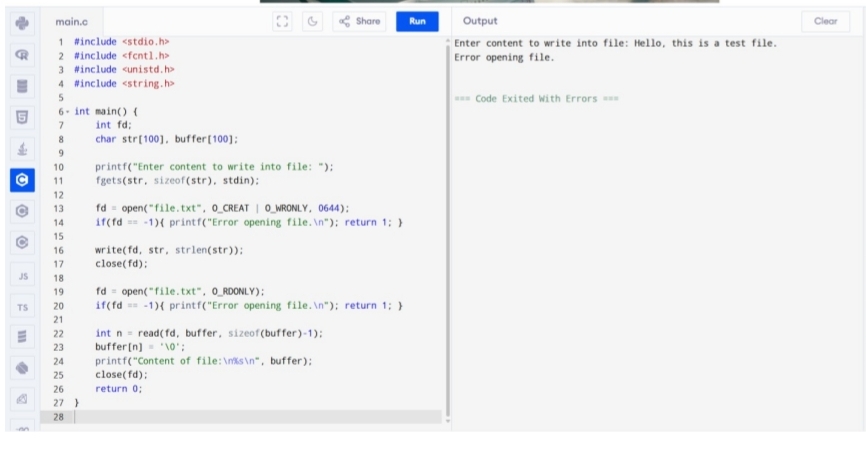 main.c
Share
Run
Output
Clear
1 #include <stdio.h>
2 #include <fcntl.h>
3 #include <unistd.h>
4 #include <string.h>
5
6 int main() {
7 int fd;
8 char str[100], buffer[100];
9
10 printf("Enter content to write into file: ");
11 fgets(str, sizeof(str), stdin);
12
13 fd = open("file.txt", O_CREAT | O_WRONLY, 0644);
14 if(fd == -1){ printf("Error opening file.\n"); return 1; }
15
16 write(fd, str, strlen(str));
17 close(fd);
18
19 fd = open("file.txt", O_RDONLY);
20 if(fd == -1){ printf("Error opening file.\n"); return 1; }
21
22 int n = read(fd, buffer, sizeof(buffer)-1);
23 buffer[n] = '\0';
24 printf("Content of file:\n%s\n", buffer);
25 close(fd);
26 return 0;
27 }
28
Enter content to write into file: Hello, this is a test file.
Error opening file.
=== Code Exited With Errors ===
R
5
C
JS
TS